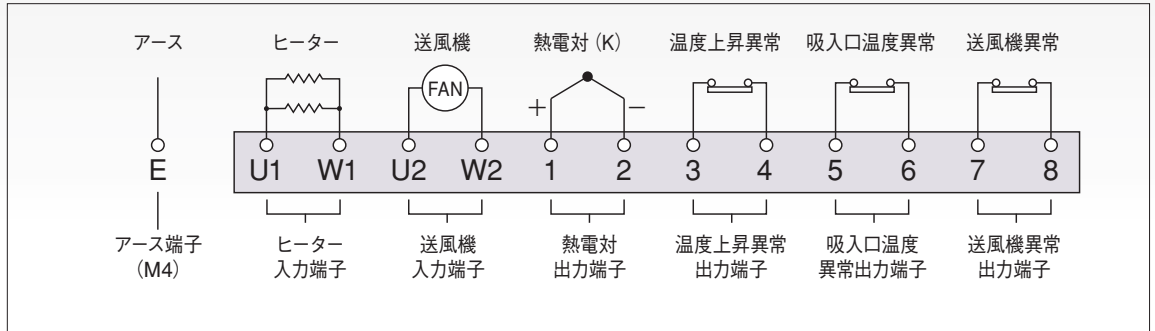 アース ヒーター 送風機 熱電対（K） 温度上昇異常 吸入口温度異常 送風機異常
FAN
＋ −
E U1 W1 U2 W2 1 2 3 4 5 6 7 8
アース端子 ヒーター 送風機 熱電対 温度上昇異常 吸入口温度 送風機異常
（M4） 入力端子 入力端子 出力端子 出力端子 異常出力端子 出力端子